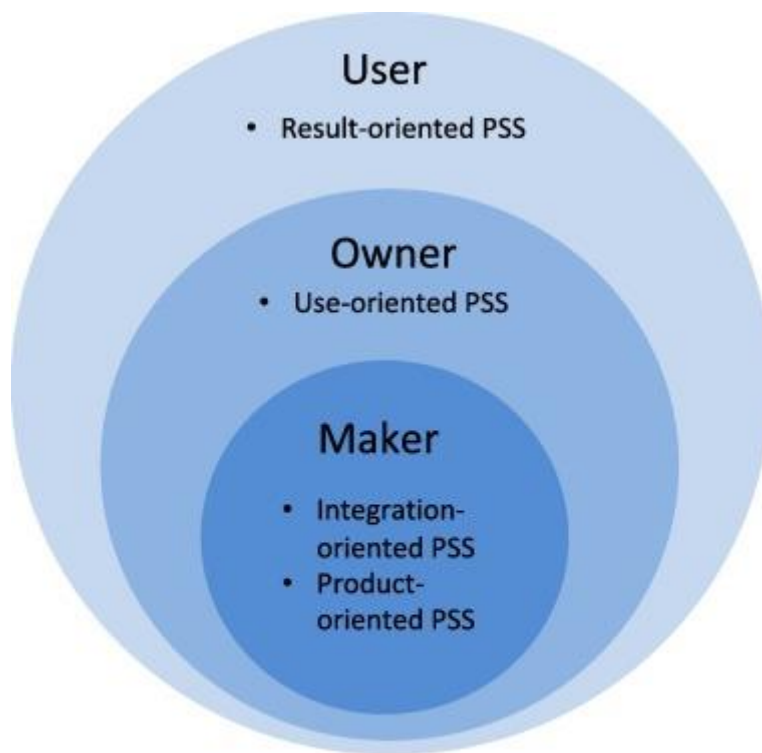 User
• Result-oriented PSS
Owner
• Use-oriented PSS
Maker
• Integration-
oriented PSS
• Product-
oriented PSS